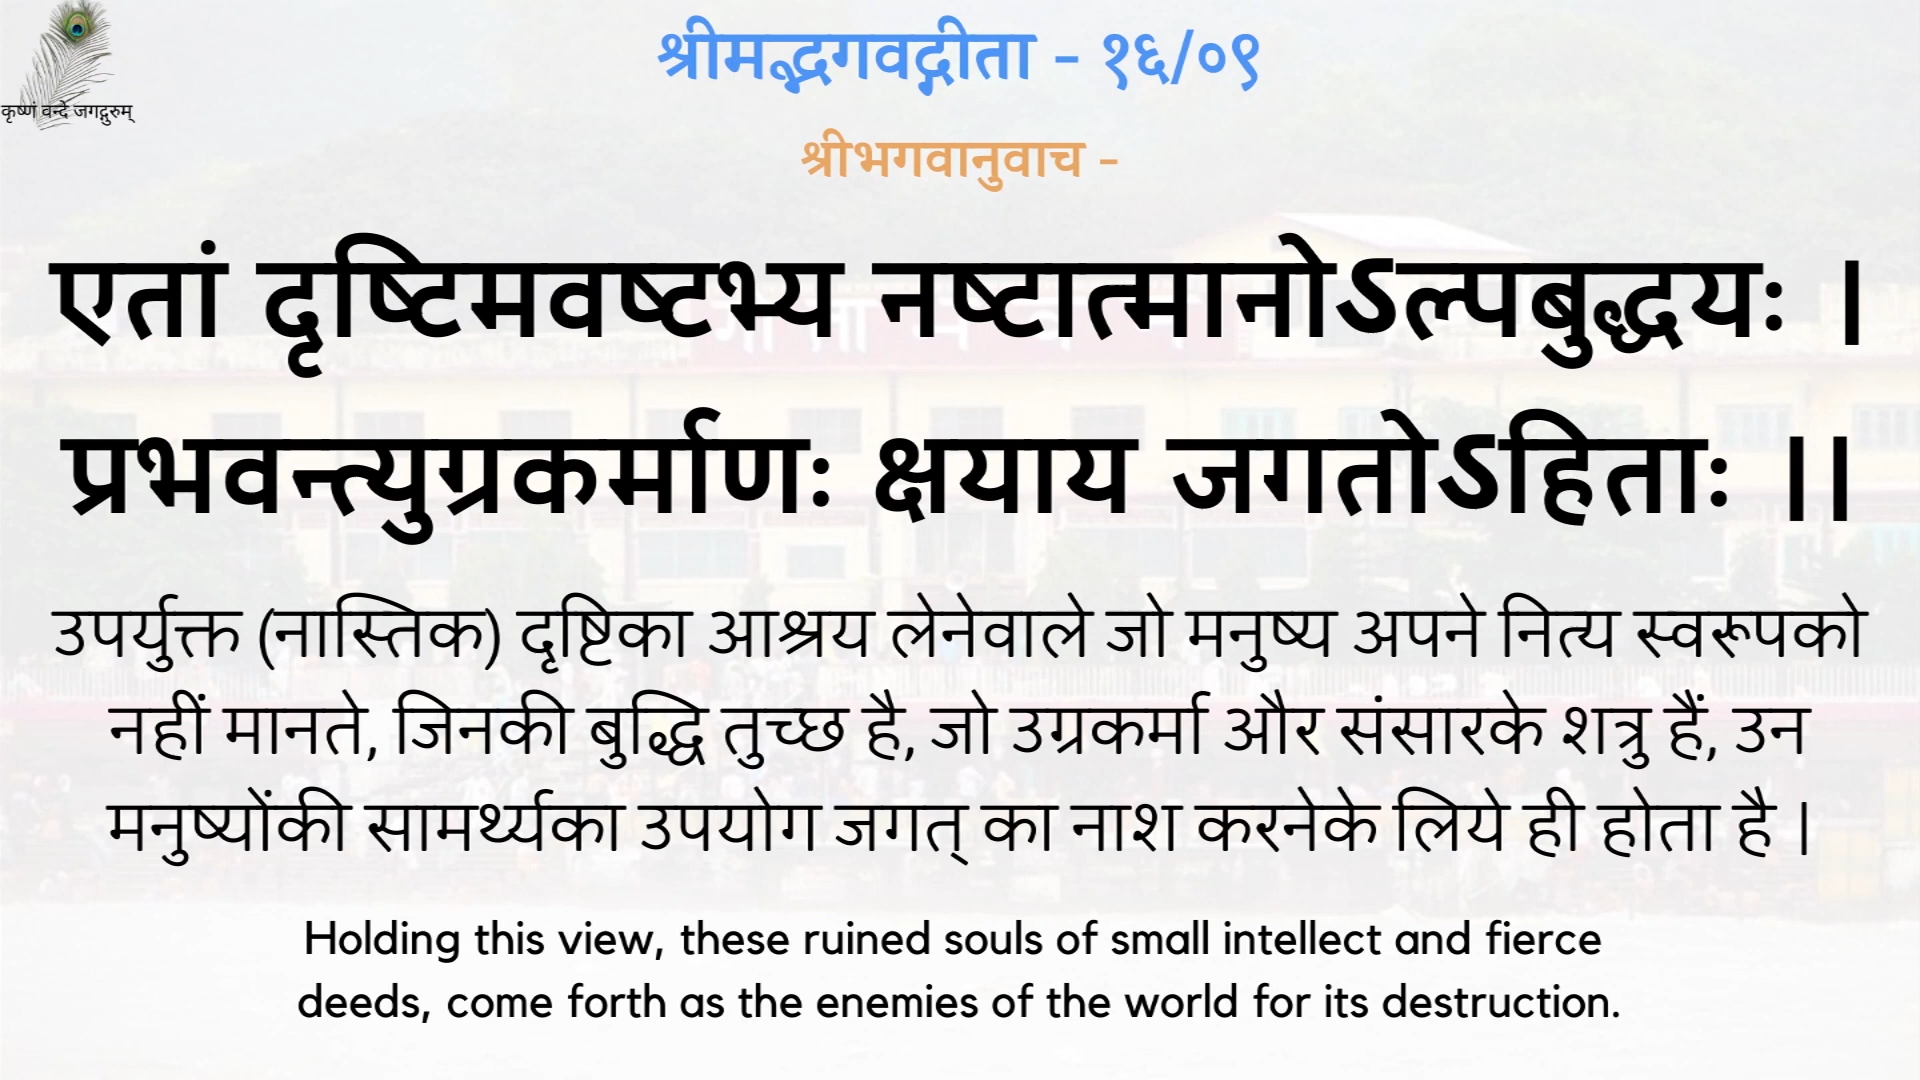 कृष्णं वन्दे जगद्गुरुम्
श्रीमद्भगवद्गीता - १६/०९
श्रीभगवानुवाच -
एतां दृष्टिमवष्टभ्य नष्टात्मानोऽल्पबुद्धयः ।
प्रभवन्त्युग्रकर्माणः क्षयाय जगतोऽहिताः ।।
उपर्युक्त (नास्तिक) दृष्टिका आश्रय लेनेवाले जो मनुष्य अपने नित्य स्वरूपको
नहीं मानते, जिनकी बुद्धि तुच्छ है, जो उग्रकर्मा और संसारके शत्रु हैं, उन
मनुष्योंकी सामर्थ्यका उपयोग जगत् का नाश करनेके लिये ही होता है ।
Holding this view, these ruined souls of small intellect and fierce
deeds, come forth as the enemies of the world for its destruction.